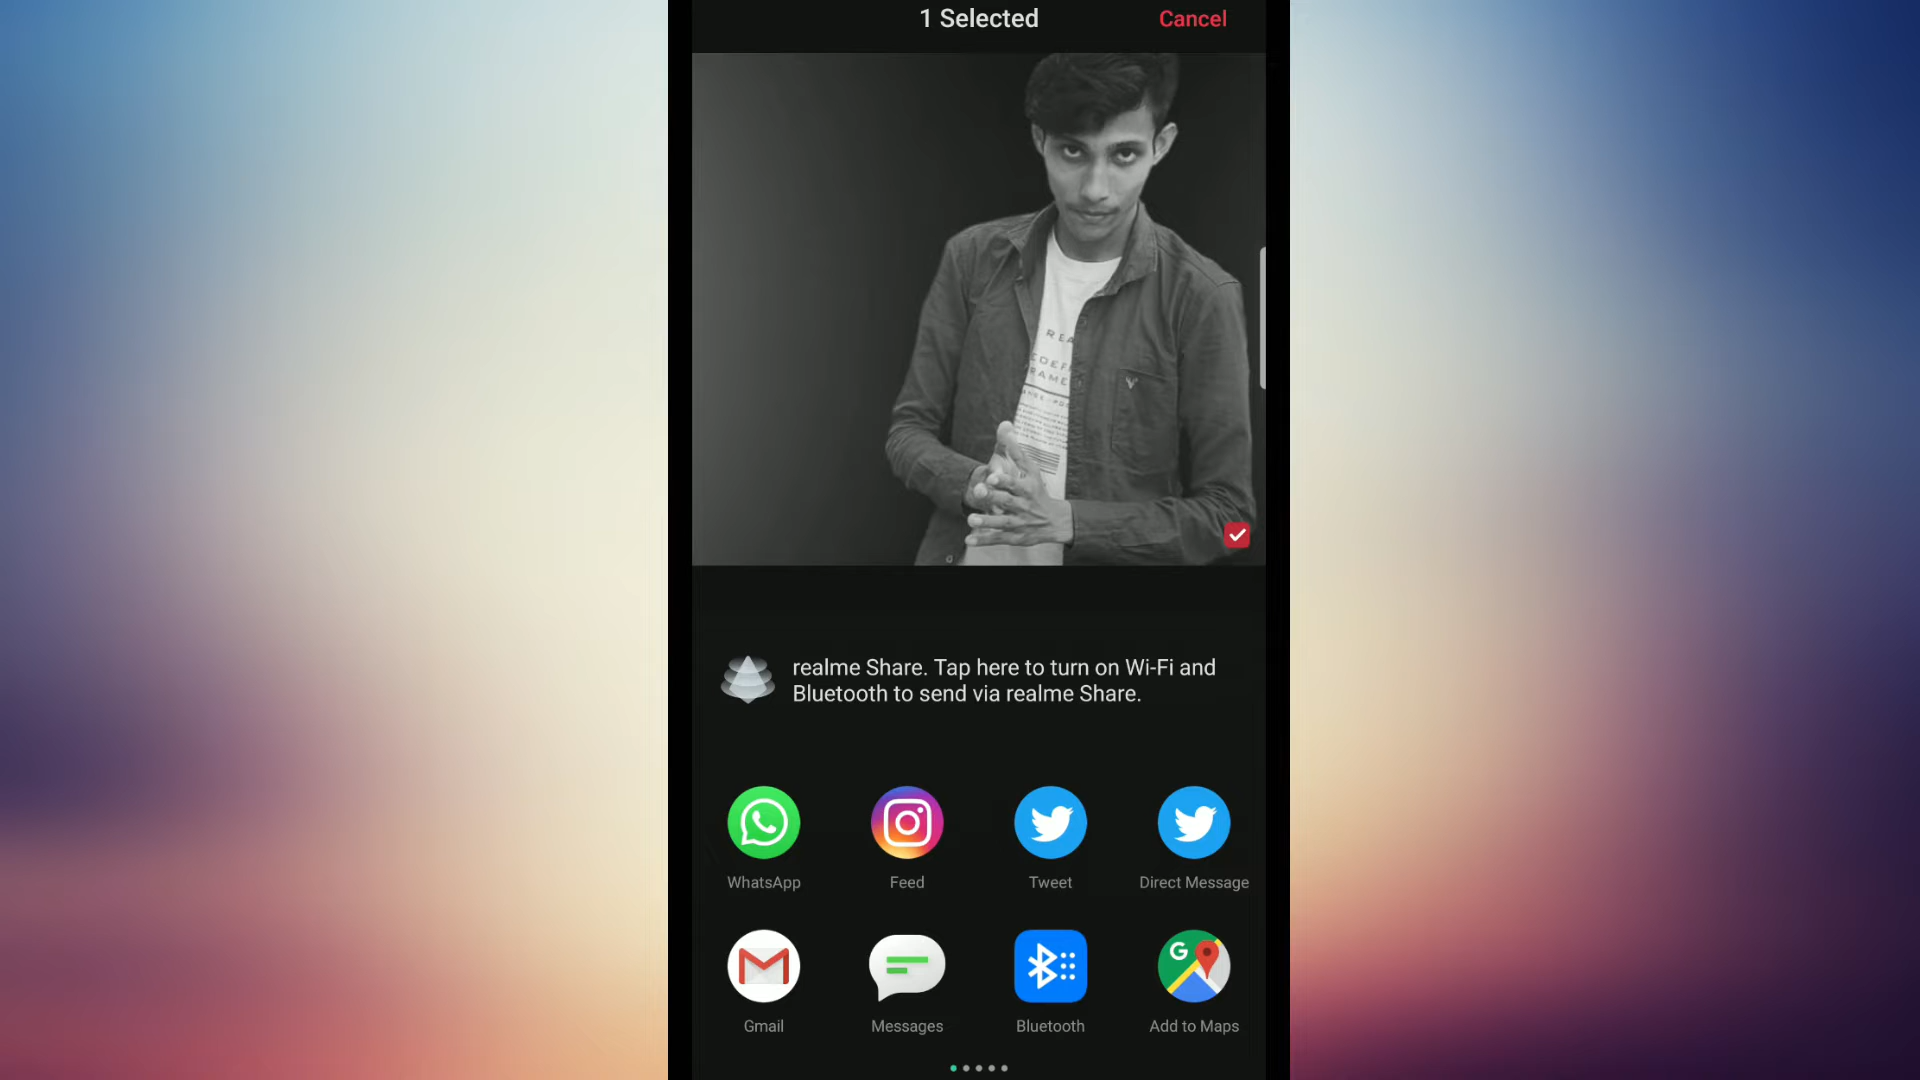 1 Selected
Cancel
REA
realme Share. Tap here to turn on Wi-Fi and
Bluetooth to send via realme Share.
WhatsApp
Feed
Tweet
Direct Message
Gmail
Messages
Bluetooth
Add to Maps